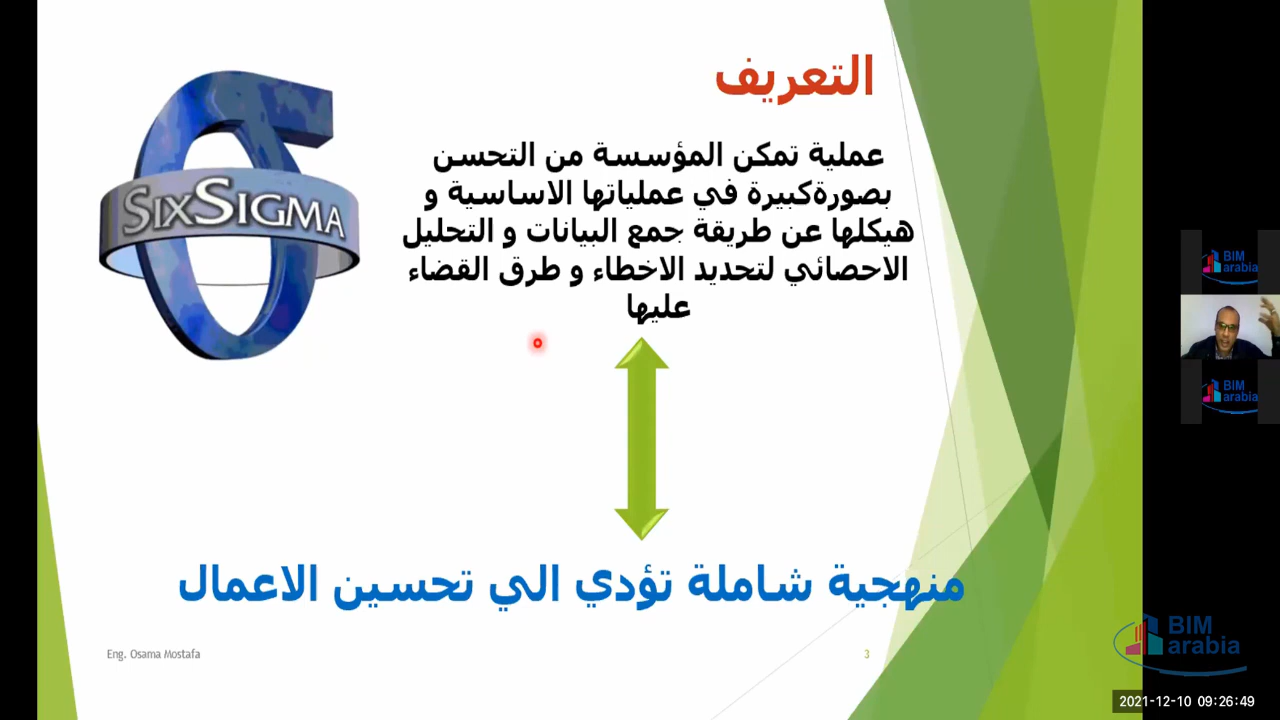 التعريف
عملية تمكن المؤسسة من التحسن
بصورةكبيرة في عملياتها الاساسية و
هيكلها عن طريقة جمع البيانات و التحليل
الاحصائي لتحديد الاخطاء و طرق القضاء
عليها
SIXSIGMA
منهجية شاملة تؤدي الي تحسين الاعمال
Eng. Osama Mostafa
3
BIM
arabia
BIM
arabia
BIM
arabia
2021-12-10 09:26:49